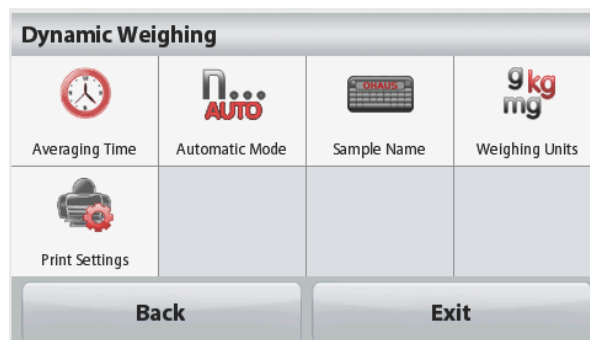 Dynamic Weighing
n...
AUTO
OHAUS
g kg
mg
Averaging Time
Automatic Mode
Sample Name
Weighing Units
Print Settings
Back
Exit